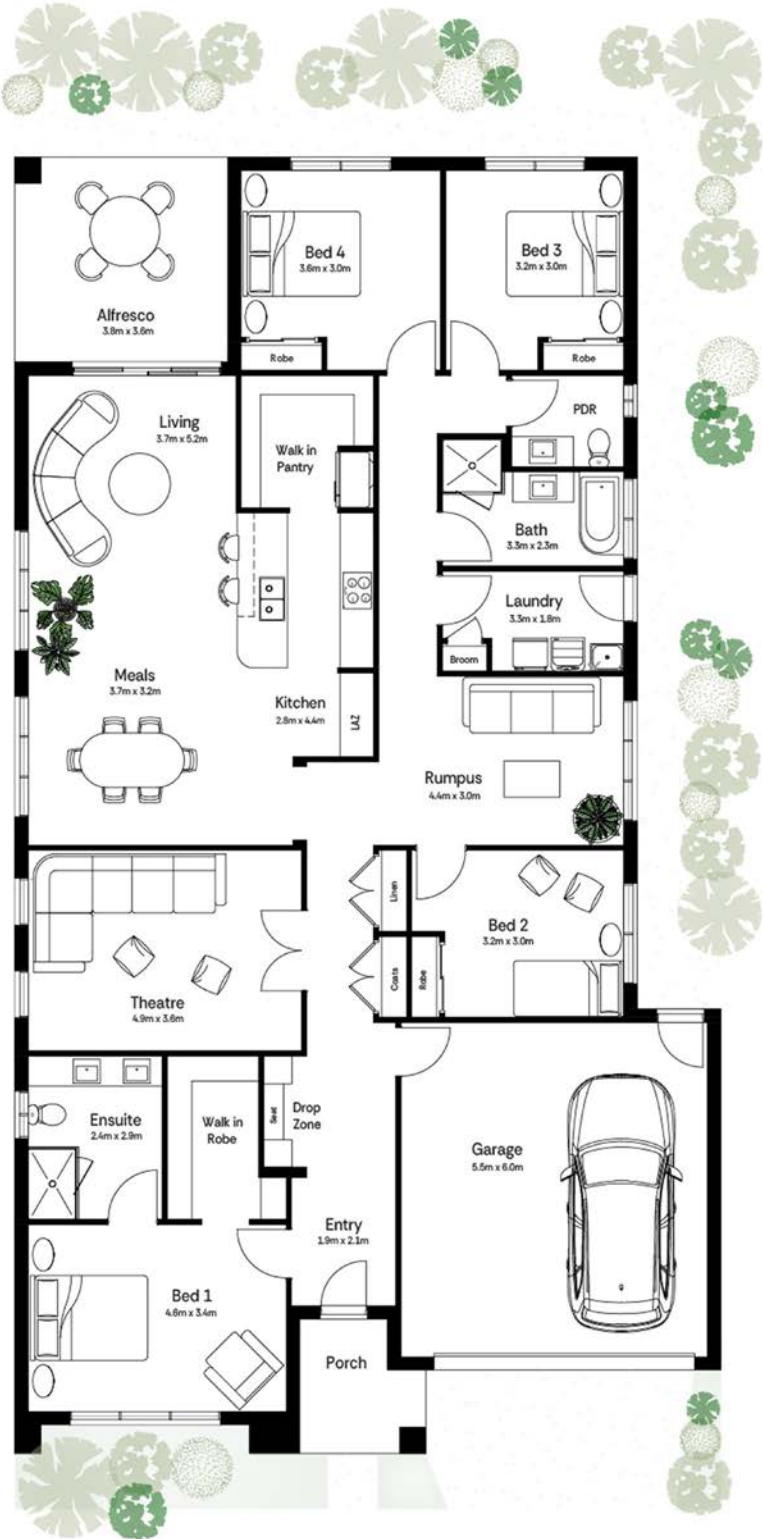 Bed 4
3.6m x 3.0m
Bed 3
3.2m x 3.0m
Alfresco
3.8m x 3.6m
Robe
Robe
Living
3.7m x 5.2m
PDR
Walk in
Pantry
Bath
3.3m x 2.3m
Laundry
3.3m x 1.8m
Broom
Meals
3.7m x 3.2m
Kitchen
2.8m x 4.4m
LAZ
Rumpus
4.4m x 3.0m
Linen
Bed 2
3.2m x 3.0m
Coats
Robe
Theatre
4.9m x 3.6m
Ensuite
2.4m x 2.9m
Walk in
Robe
Seat
Drop
Zone
Garage
5.5m x 6.0m
Entry
1.9m x 2.1m
Bed 1
4.6m x 3.4m
Porch